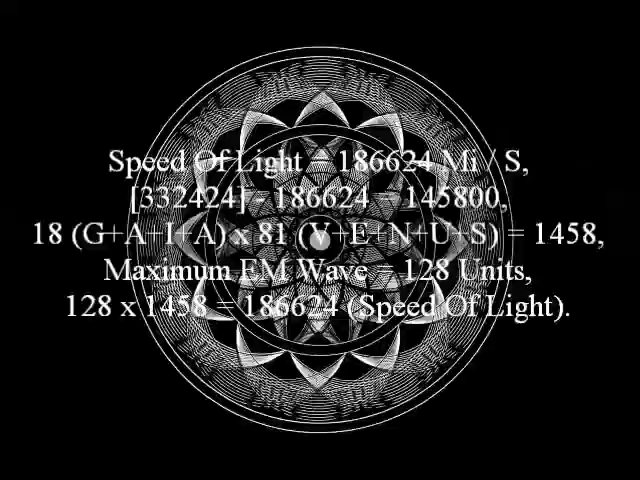 Speed Of Light = 186624 Mi / S,
[332424] - 186624 = 145800,
18 (G+A+I+A) x 81 (V+E+N+U+S) = 1458,
Maximum EM Wave = 128 Units,
128 x 1458 = 186624 (Speed Of Light).